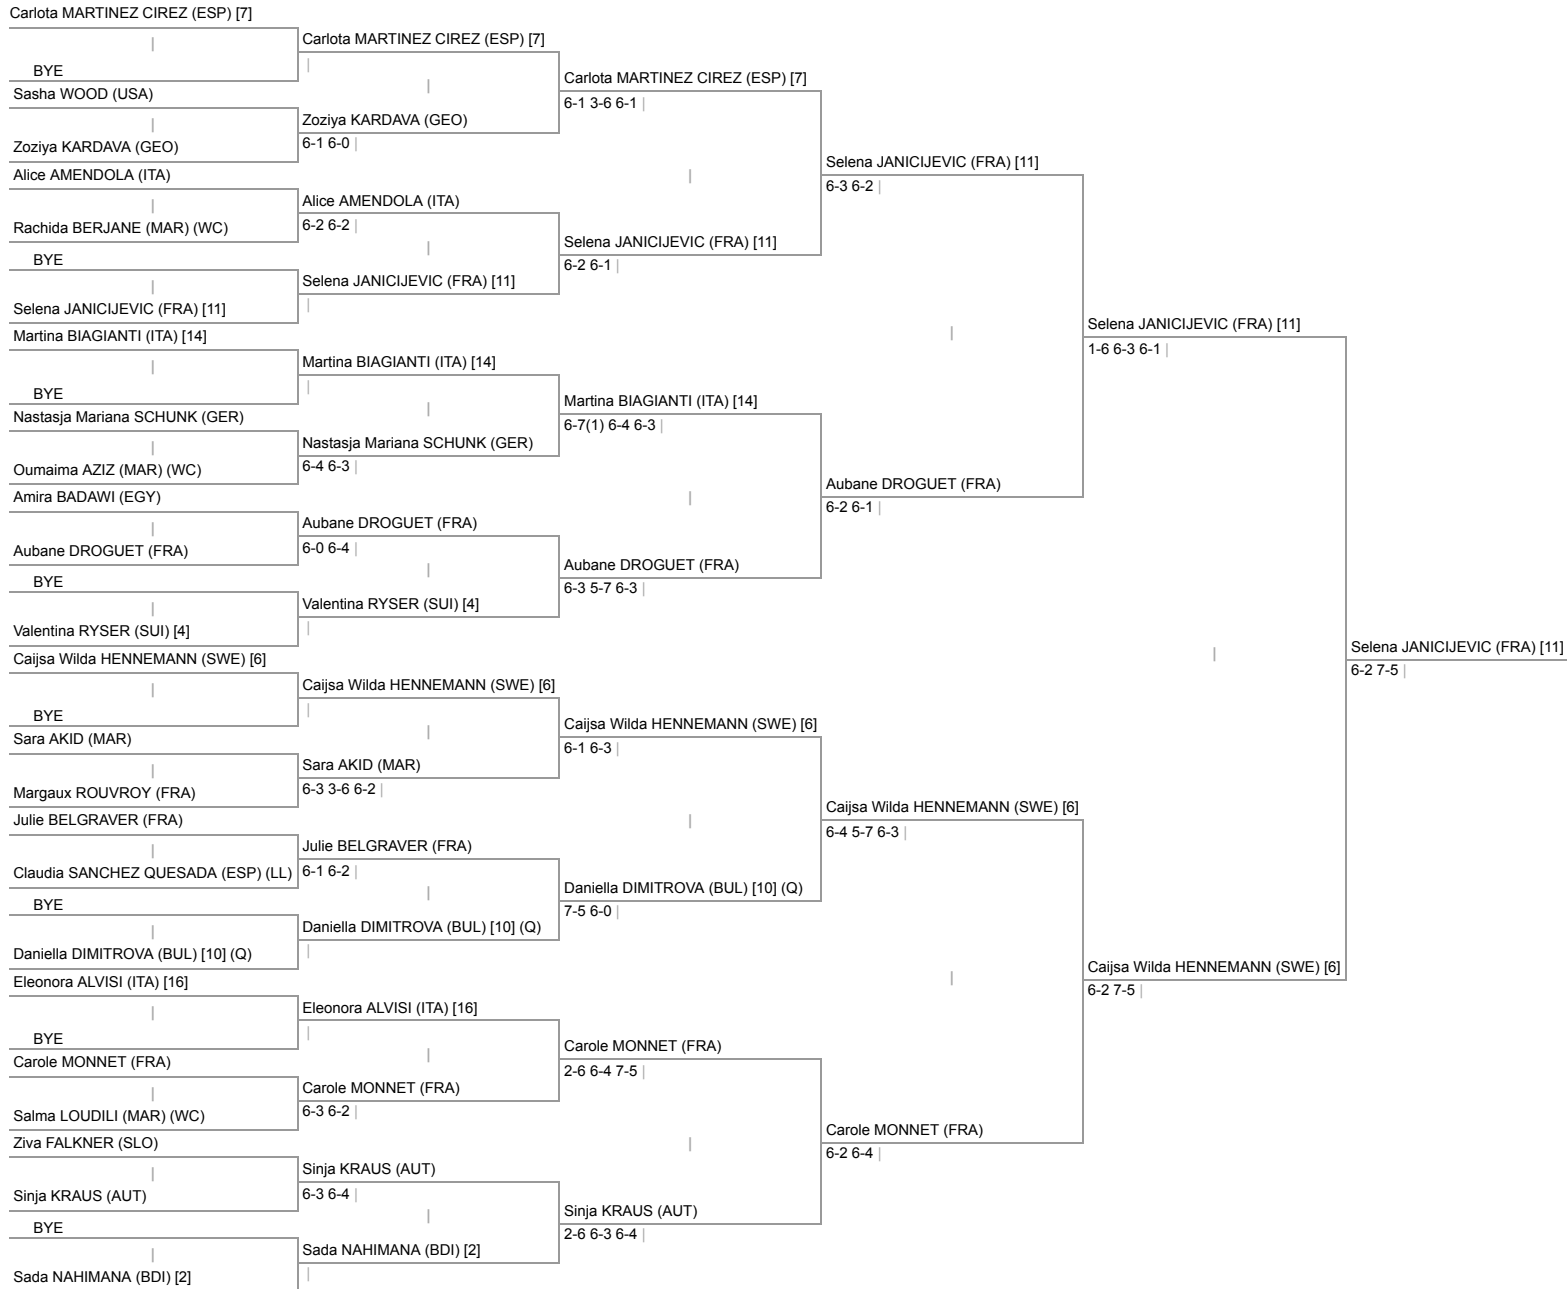 Carlota MARTINEZ CIREZ (ESP) [7]
BYE
Sasha WOOD (USA)
Zoziya KARDAVA (GEO)
Alice AMENDOLA (ITA)
Rachida BERJANE (MAR) (WC)
BYE
Selena JANICIJEVIC (FRA) [11]
Martina BIAGIANTI (ITA) [14]
BYE
Nastasja Mariana SCHUNK (GER)
Oumaima AZIZ (MAR) (WC)
Amira BADAWI (EGY)
Aubane DROGUET (FRA)
BYE
Valentina RYSER (SUI) [4]
Caijsa Wilda HENNEMANN (SWE) [6]
BYE
Sara AKID (MAR)
Margaux ROUVROY (FRA)
Julie BELGRAVER (FRA)
Claudia SANCHEZ QUESADA (ESP) (LL)
BYE
Daniella DIMITROVA (BUL) [10] (Q)
Eleonora ALVISI (ITA) [16]
BYE
Carole MONNET (FRA)
Salma LOUDILI (MAR) (WC)
Ziva FALKNER (SLO)
Sinja KRAUS (AUT)
BYE
Sada NAHIMANA (BDI) [2]
Carlota MARTINEZ CIREZ (ESP) [7]
Zoziya KARDAVA (GEO)
6-1 6-0
Alice AMENDOLA (ITA)
6-2 6-2
Selena JANICIJEVIC (FRA) [11]
Martina BIAGIANTI (ITA) [14]
Nastasja Mariana SCHUNK (GER)
6-4 6-3
Aubane DROGUET (FRA)
6-0 6-4
Valentina RYSER (SUI) [4]
Caijsa Wilda HENNEMANN (SWE) [6]
Sara AKID (MAR)
6-3 3-6 6-2
Julie BELGRAVER (FRA)
6-1 6-2
Daniella DIMITROVA (BUL) [10] (Q)
Eleonora ALVISI (ITA) [16]
Carole MONNET (FRA)
6-3 6-2
Sinja KRAUS (AUT)
6-3 6-4
Sada NAHIMANA (BDI) [2]
Carlota MARTINEZ CIREZ (ESP) [7]
6-1 3-6 6-1
Selena JANICIJEVIC (FRA) [11]
6-2 6-1
Martina BIAGIANTI (ITA) [14]
6-7(1) 6-4 6-3
Aubane DROGUET (FRA)
6-3 5-7 6-3
Caijsa Wilda HENNEMANN (SWE) [6]
6-1 6-3
Daniella DIMITROVA (BUL) [10] (Q)
7-5 6-0
Carole MONNET (FRA)
2-6 6-4 7-5
Sinja KRAUS (AUT)
2-6 6-3 6-4
Selena JANICIJEVIC (FRA) [11]
6-3 6-2
Aubane DROGUET (FRA)
6-2 6-1
Caijsa Wilda HENNEMANN (SWE) [6]
6-4 5-7 6-3
Carole MONNET (FRA)
6-2 6-4
Selena JANICIJEVIC (FRA) [11]
1-6 6-3 6-1
Caijsa Wilda HENNEMANN (SWE) [6]
6-2 7-5
Selena JANICIJEVIC (FRA) [11]
6-2 7-5